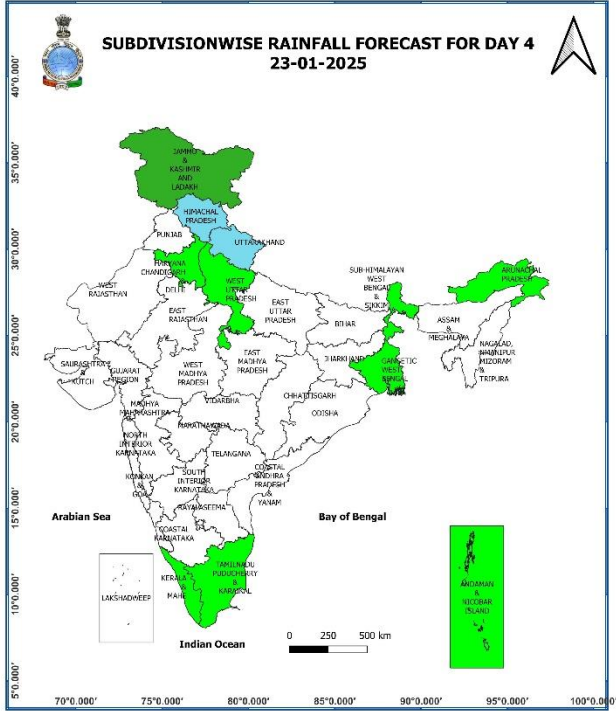 SUBDIVISIONWISE RAINFALL FORECAST FOR DAY 4
23-01-2025
40°0.000'
35°0.000'
30°0.000'
25°0.000'
20°0.000'
15°0.000'
10°0.000'
5°0.000'
JAMMU
&
KASHMIR
AND
LADAKH
HIMACHAL
PRADESH
PUNJAB
UTTARAKHAND
HARYANA
CHANDIGARH
DELHI
WEST
RAJASTHAN
WEST
UTTAR
PRADESH
EAST
RAJASTHAN
EAST
UTTAR
PRADESH
SUB-HIMALAYAN
WEST
BENGAL
&
SIKKIM
ARUNACHAL
PRADESH
ASSAM
&
MEGHALAYA
BIHAR
NAGALAD,
MANIPUR
MIZORAM
&
TRIPURA
SAURASHTRA
&
KUTCH
GUJARAT
REGION
WEST
MADHYA
PRADESH
EAST
MADHYA
PRADESH
JHARKHAND
GANGETIC
WEST
BENGAL
CHHATTISGARH
ODISHA
MADHYA
MAHARASHTRA
VIDARBHA
MARATHAWADA
NORTH
INTERIOR
KARNATAKA
TELANGANA
KONKAN
&
GOA
SOUTH
INTERIOR
KARNATAKA
COASTAL
ANDHRA
PRADESH
&
YANAM
RAYALASEEMA
COASTAL
KARNATAKA
Arabian Sea
Bay of Bengal
LAKSHADWEEP
KERALA
&
MAHE
TAMILNADU
PUDUCHERRY
&
KARAIKAL
ANDAMAN
&
NICOBAR
ISLAND
Indian Ocean
0 250 500 km
70°0.000' 75°0.000' 80°0.000' 85°0.000' 90°0.000' 95°0.000' 100°0.000'